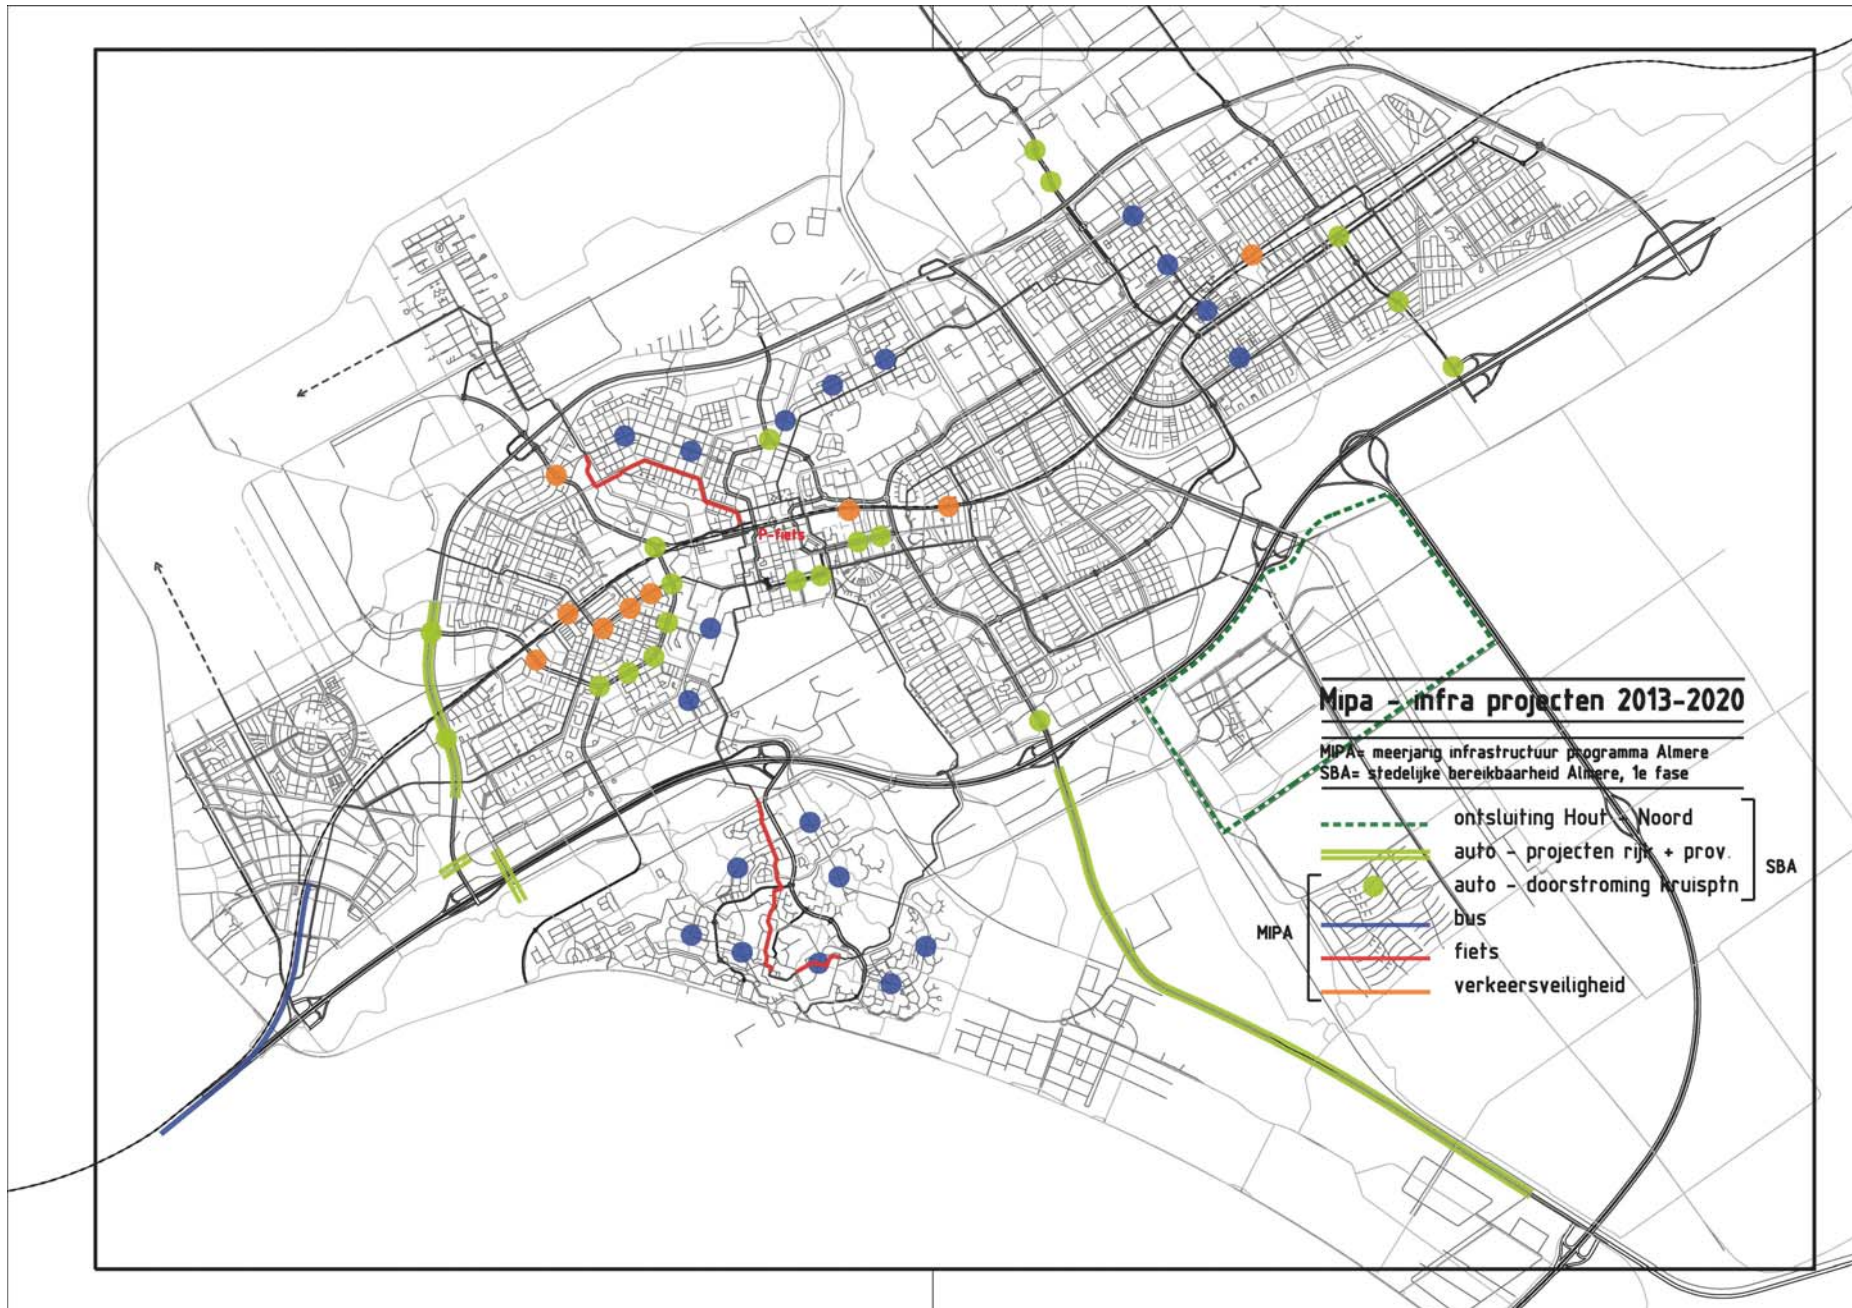 P-fiets
Mipa - infra projecten 2013-2020
MIPA= meerjarig infrastructuur programma Almere
SBA= stedelijke bereikbaarheid Almere, 1e fase
ontsluiting Hout - Noord
auto - projecten rijk + prov.
auto - doorstroming kruisptn
SBA
bus
MIPA
fiets
verkeersveiligheid